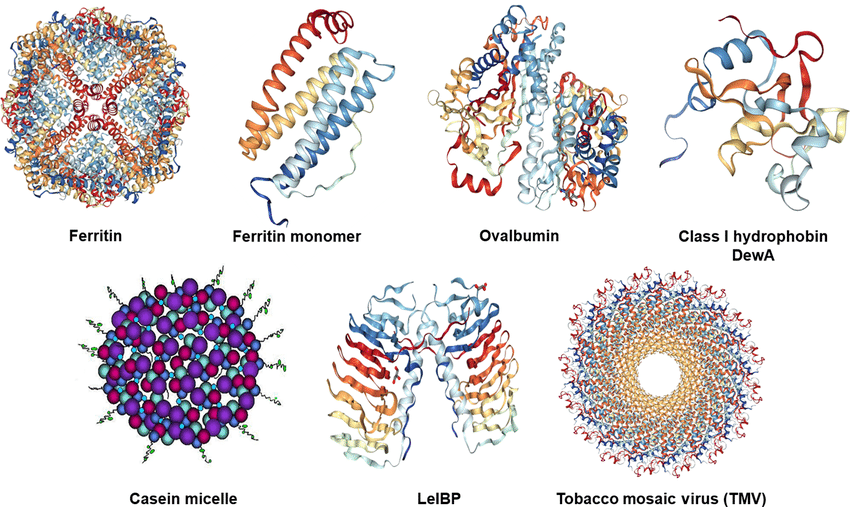 Ferritin
Ferritin monomer
Ovalbumin
Class I hydrophobin
DewA
Casein micelle
LeIBP
Tobacco mosaic virus (TMV)